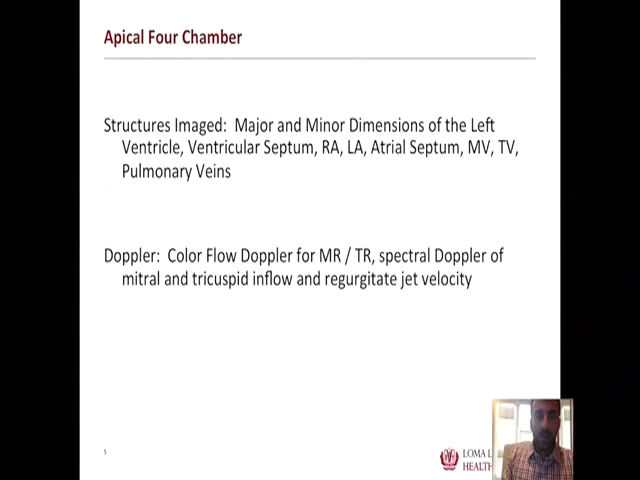 Apical Four Chamber
Structures Imaged: Major and Minor Dimensions of the Left
Ventricle, Ventricular Septum, RA, LA, Atrial Septum, MV, TV,
Pulmonary Veins
Doppler: Color Flow Doppler for MR / TR, spectral Doppler of
mitral and tricuspid inflow and regurgitate jet velocity
5
LOMA L
HEALTH